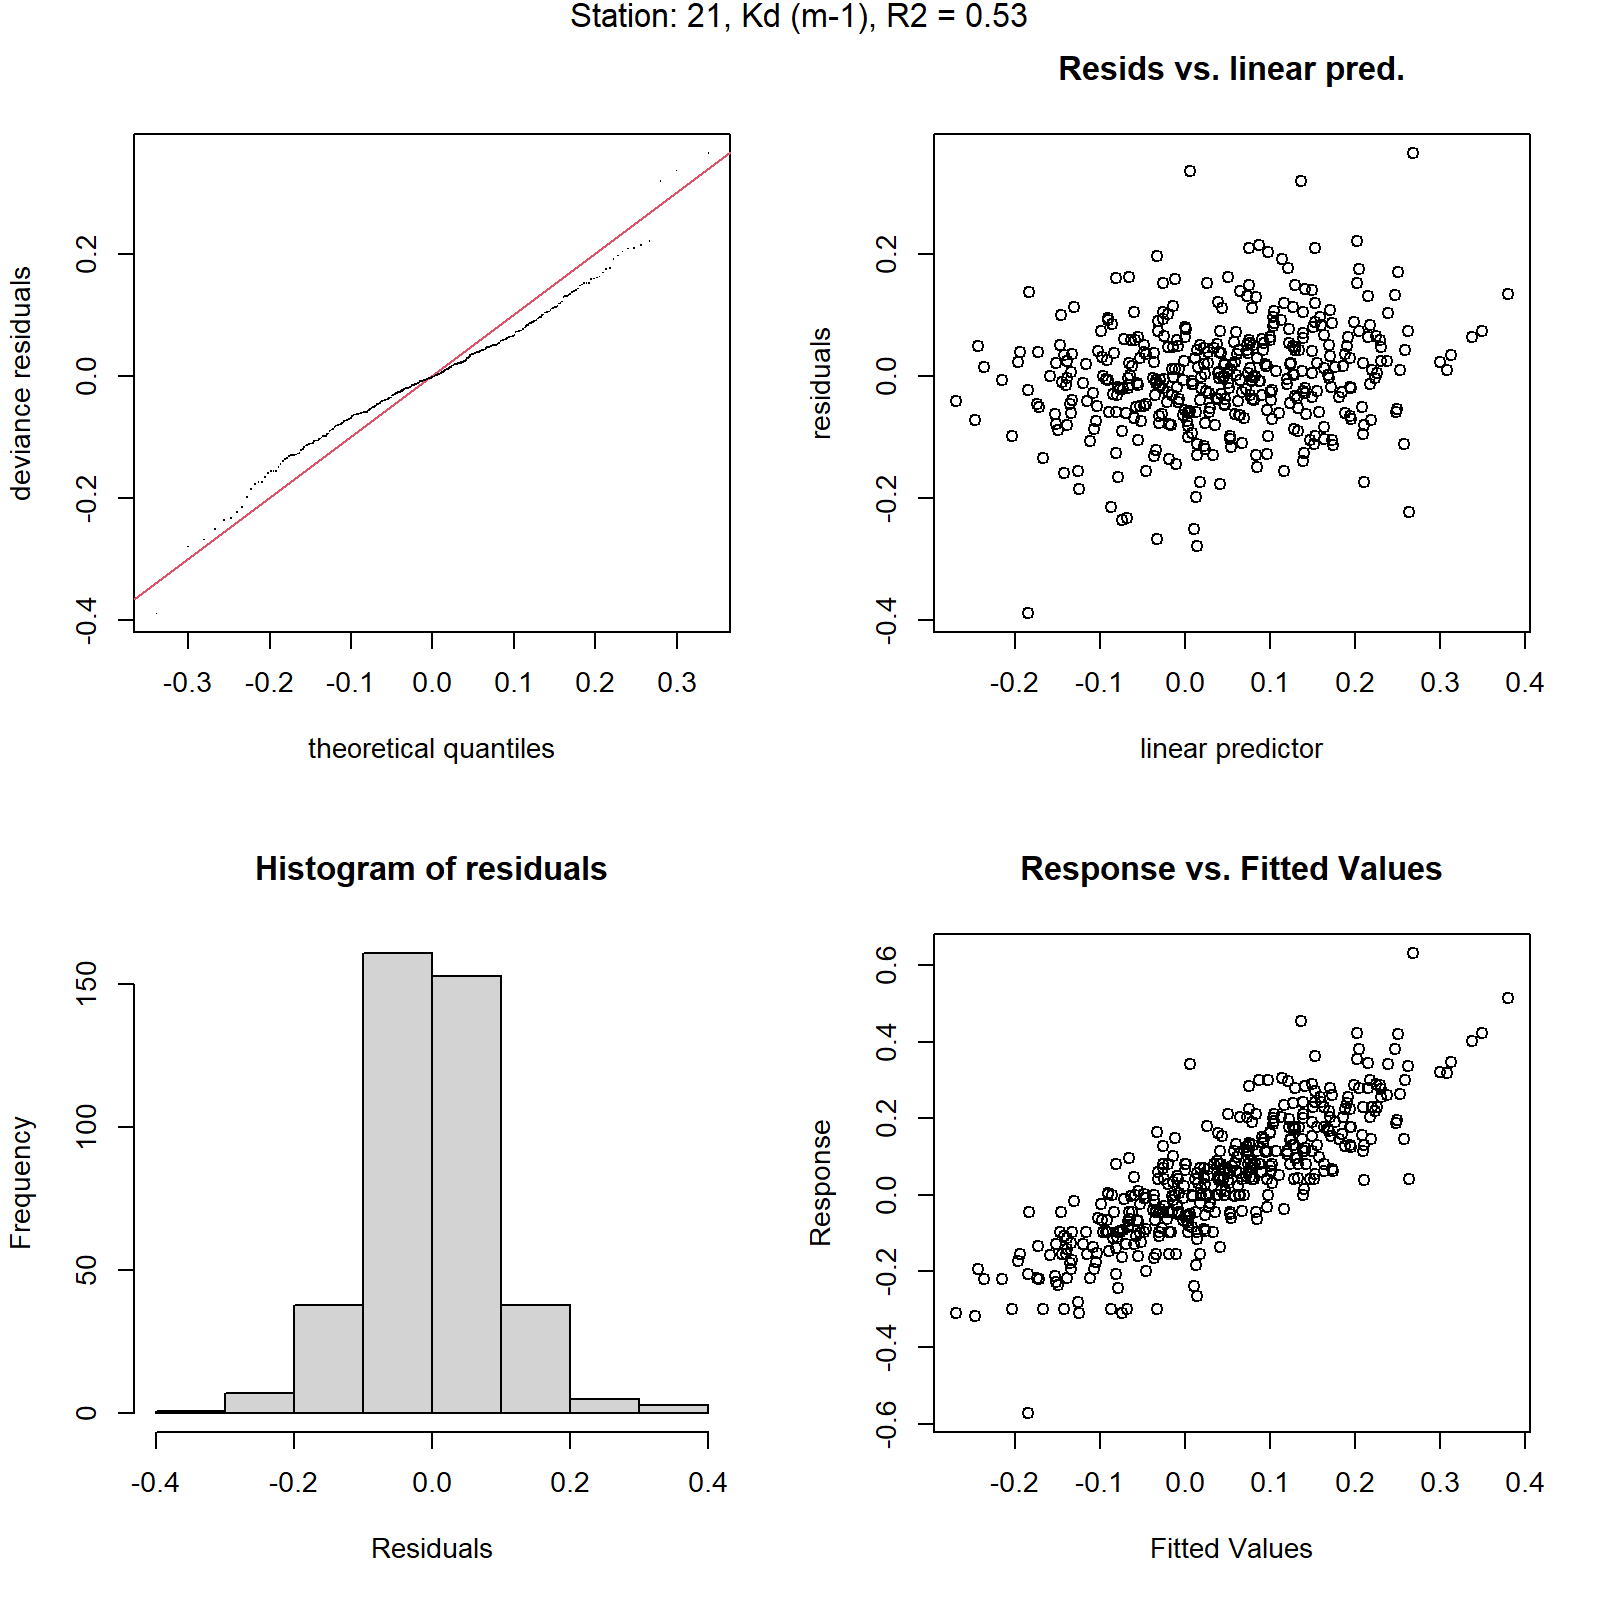 Station: 21, Kd (m-1), R2 = 0.53
deviance residuals
-0.4 -0.2 0.0 0.2
-0.3 -0.2 -0.1 0.0 0.1 0.2 0.3
theoretical quantiles
Resids vs. linear pred.
residuals
-0.4 -0.2 0.0 0.2
-0.2 -0.1 0.0 0.1 0.2 0.3 0.4
linear predictor
Histogram of residuals
Frequency
0 50 100 150
-0.4 -0.2 0.0 0.2 0.4
Residuals
Response vs. Fitted Values
Response
-0.6 -0.4 -0.2 0.0 0.2 0.4 0.6
-0.2 -0.1 0.0 0.1 0.2 0.3 0.4
Fitted Values